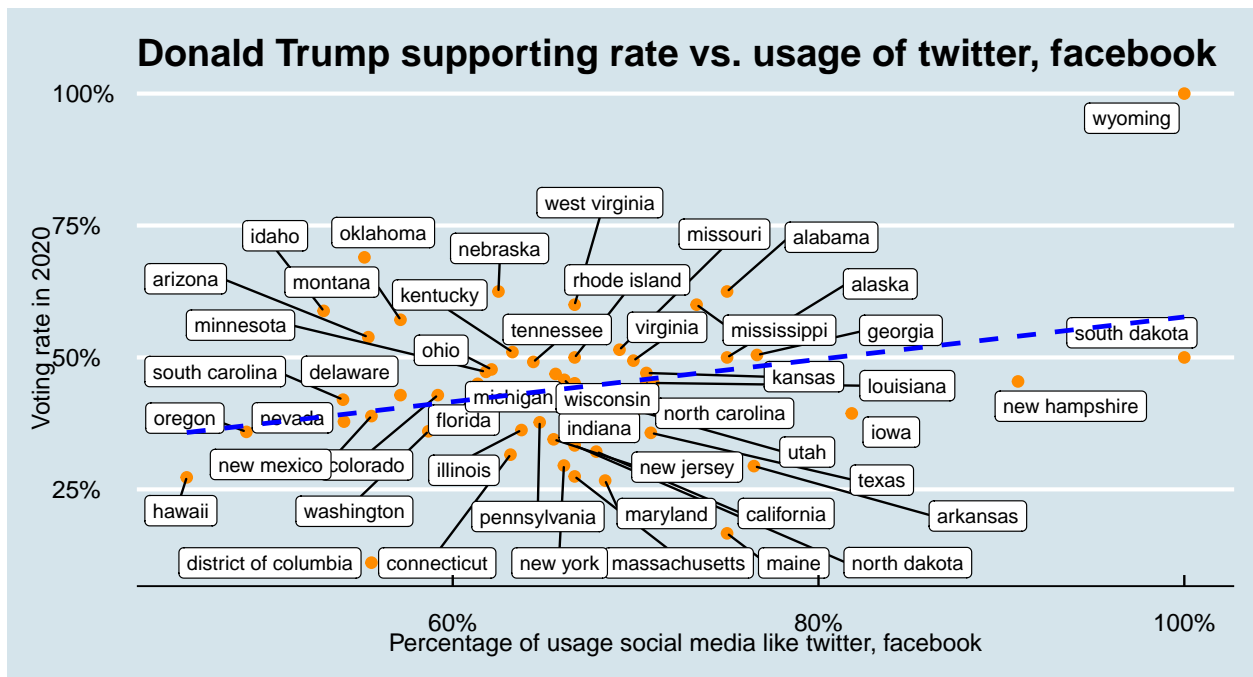 Donald Trump supporting rate vs. usage of twitter, facebook
100%
75%
50%
25%
Voting rate in 2020
wyoming
west virginia
oklahoma
idaho
missouri
alabama
nebraska
arizona
montana
rhode island
alaska
kentucky
minnesota
tennessee
virginia
mississippi
georgia
south dakota
ohio
south carolina
delaware
kansas
louisiana
michigan
wisconsin
new hampshire
oregon
nevada
florida
north carolina
indiana
iowa
utah
new mexico
colorado
illinois
new jersey
texas
hawaii
washington
pennsylvania
maryland
california
arkansas
district of columbia
connecticut
new york
massachusetts
maine
north dakota
60%
80%
100%
Percentage of usage social media like twitter, facebook